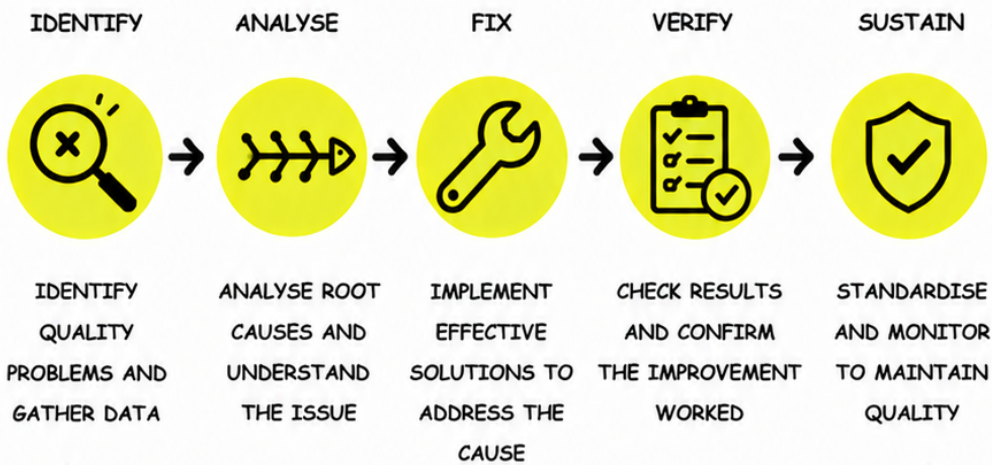 IDENTIFY
ANALYSE
FIX
VERIFY
SUSTAIN
IDENTIFY
QUALITY
PROBLEMS AND
GATHER DATA
ANALYSE ROOT
CAUSES AND
UNDERSTAND
THE ISSUE
IMPLEMENT
EFFECTIVE
SOLUTIONS TO
ADDRESS THE
CAUSE
CHECK RESULTS
AND CONFIRM
THE IMPROVEMENT
WORKED
STANDARDISE
AND MONITOR
TO MAINTAIN
QUALITY